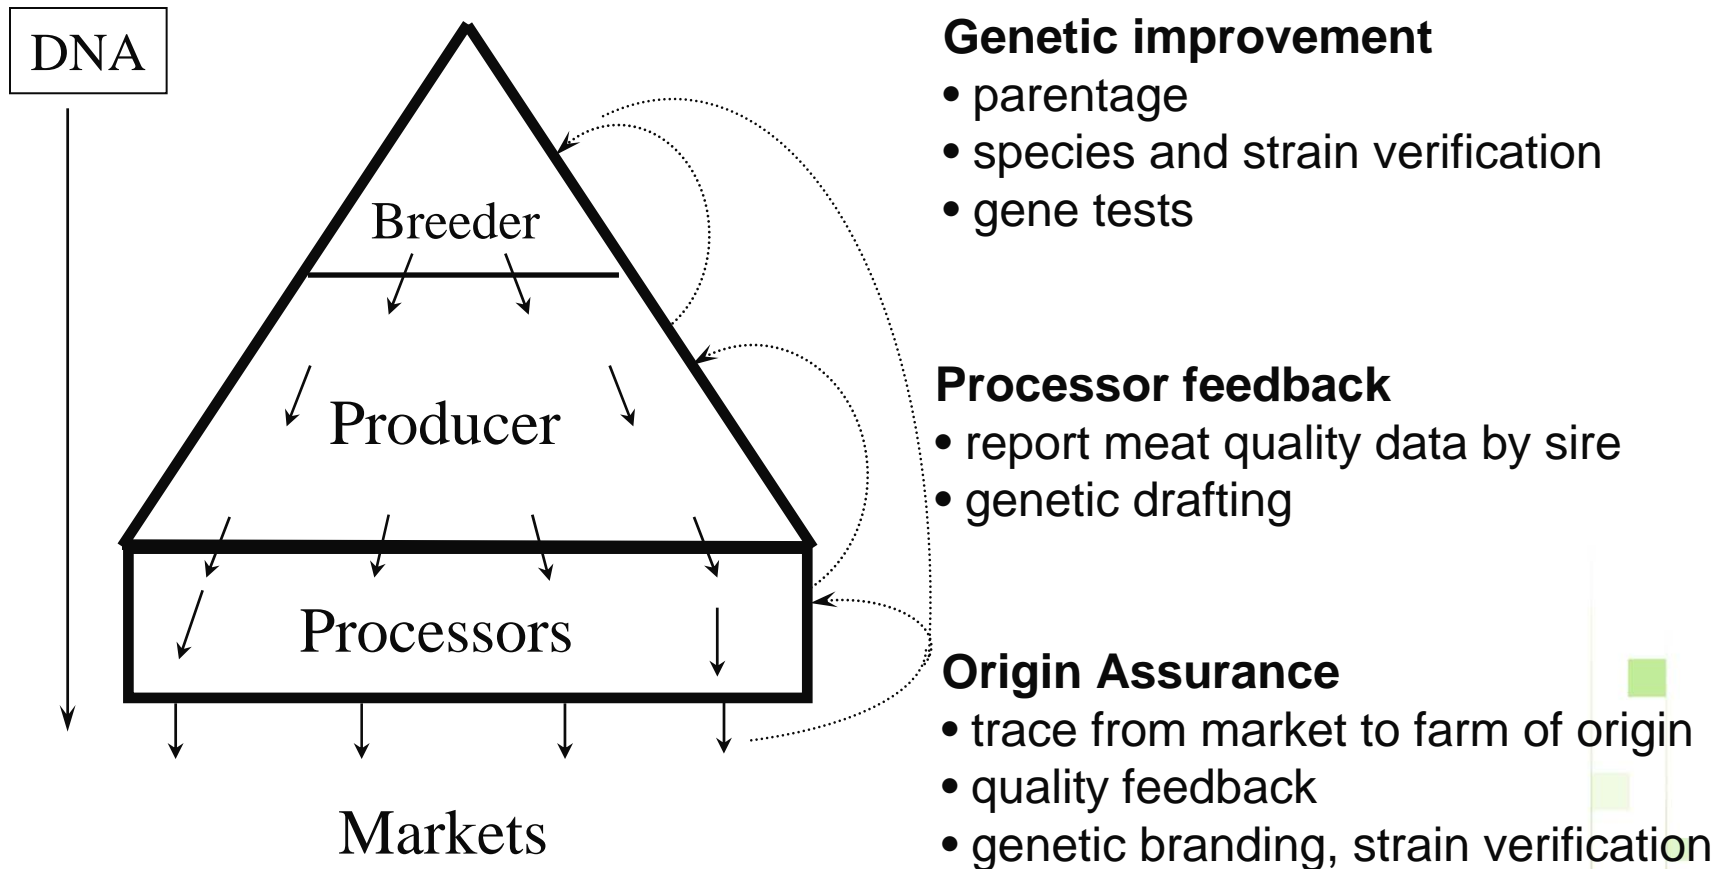 DNA
Breeder
Producer
Processors
Markets
Genetic improvement
• parentage
• species and strain verification
• gene tests
Processor feedback
• report meat quality data by sire
• genetic drafting
Origin Assurance
• trace from market to farm of origin
• quality feedback
• genetic branding, strain verification